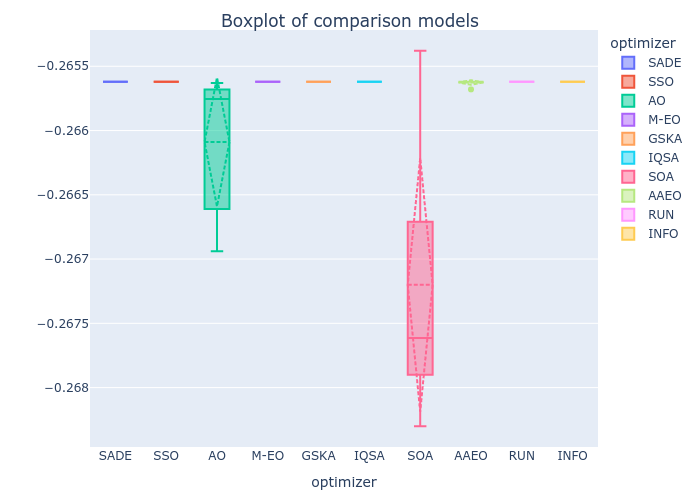 Boxplot of comparison models
optimizer
SADE
SSO
AO
M-EO
GSKA
IQSA
SOA
AAEO
RUN
INFO
−0.2655
−0.266
−0.2665
−0.267
−0.2675
−0.268
SADE SSO AO M-EO GSKA IQSA SOA AAEO RUN INFO
optimizer